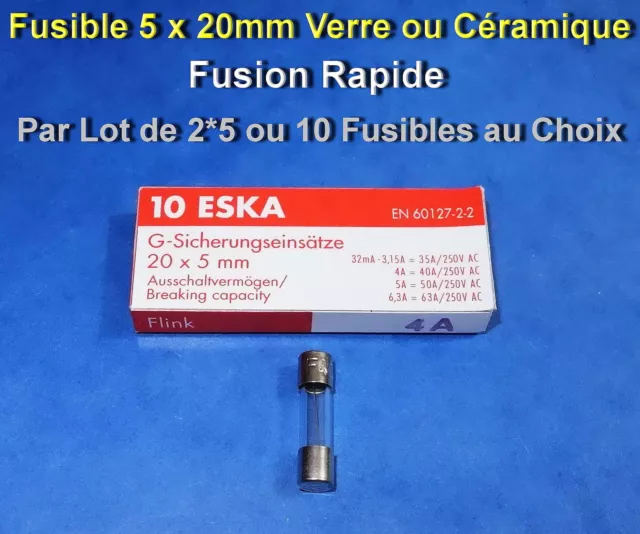 Fusible 5 x 20mm Verre ou Céramique
Fusion Rapide
Par Lot de 2*5 ou 10 Fusibles au Choix
10 ESKA
EN 60127-2-2
G-Sicherungseinsätze
20 x 5 mm
Ausschaltvermögen/
Breaking capacity
32mA-3,15A = 35A/250V AC
4A = 40A/250V AC
5A = 50A/250V AC
6,3A = 63A/250V AC
Flink
4A